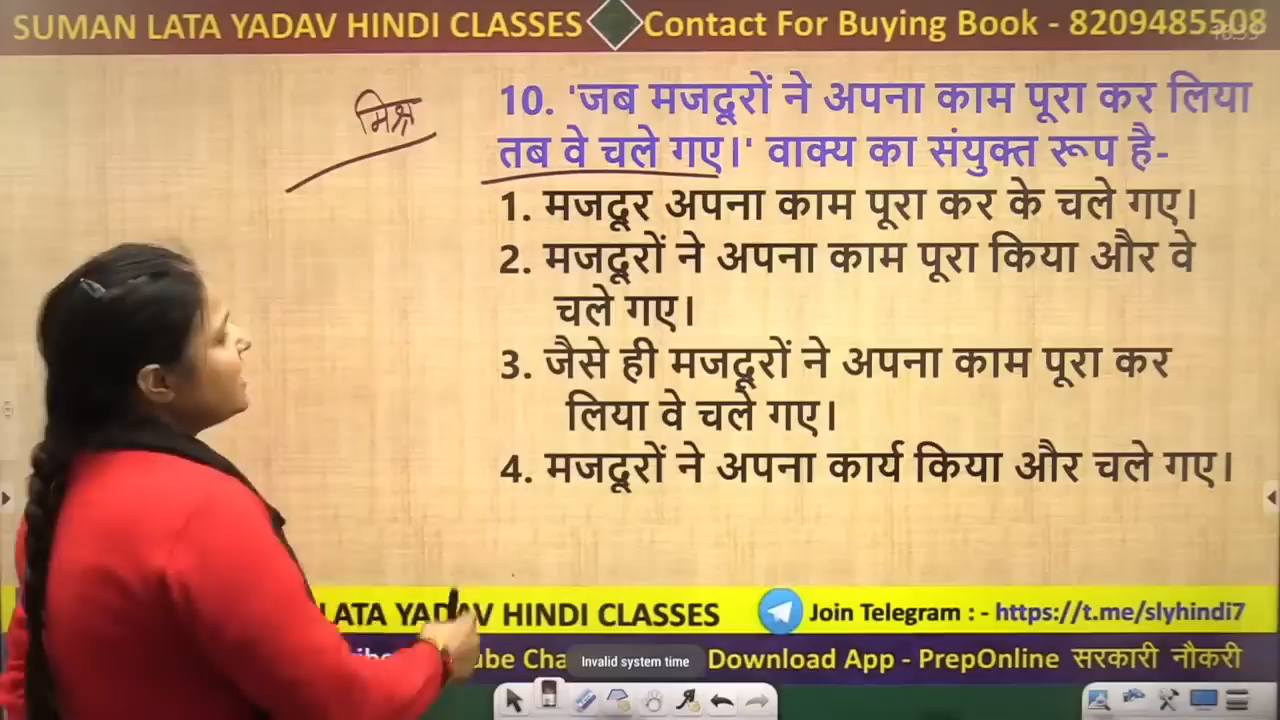 SUMAN LATA YADAV HINDI CLASSES Contact For Buying Book - 8209485508
मिश्र
10. 'जब मजदूरों ने अपना काम पूरा कर लिया
तब वे चले गए।' वाक्य का संयुक्त रूप है-
1. मजदूर अपना काम पूरा कर के चले गए।
2. मजदूरों ने अपना काम पूरा किया और वे
चले गए।
3. जैसे ही मजदूरों ने अपना काम पूरा कर
लिया वे चले गए।
4. मजदूरों ने अपना कार्य किया और चले गए।
LATA YADAV HINDI CLASSES Join Telegram : - https://t.me/slyhindi7
Download App - PrepOnline सरकारी नौकरी
Invalid system time